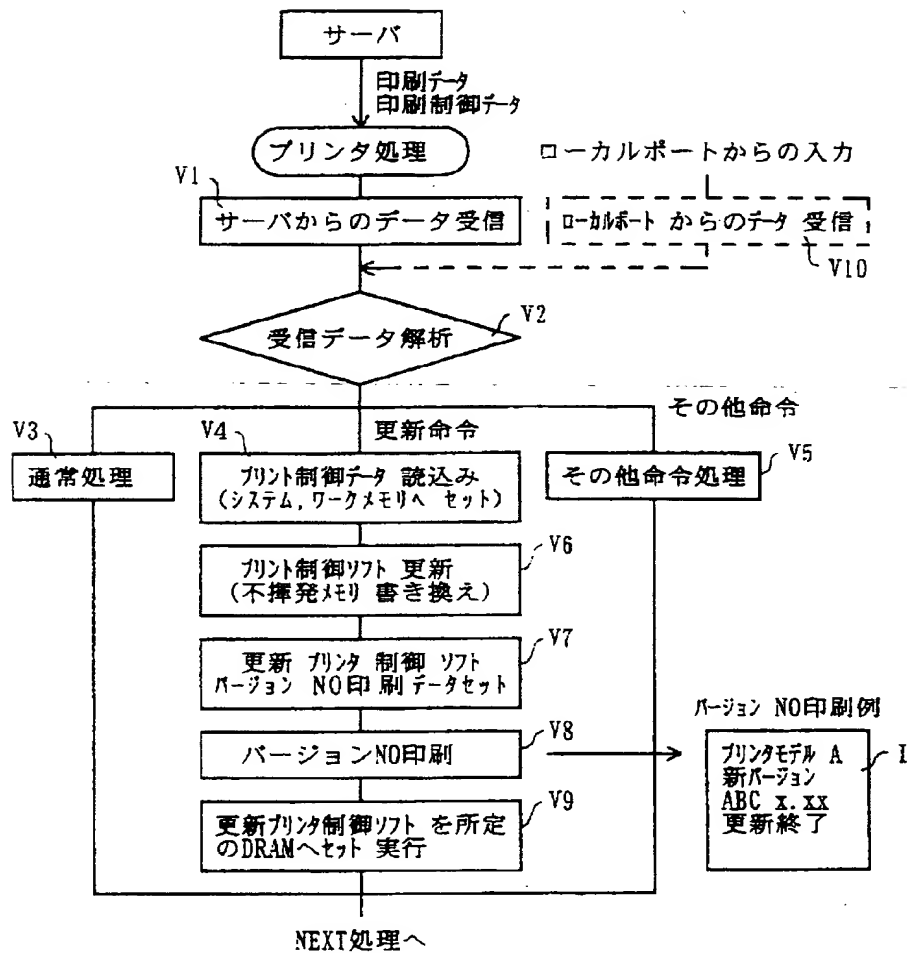 サーバ
印刷データ
印刷制御データ
プリンタ処理
ローカルポートからの入力
V1
サーバからのデータ受信
ローカルポート からのデータ 受信
V10
受信データ解析
V2
その他命令
更新命令
V3
通常処理
V4
プリント制御データ 読込み
(システム,ワークメモリへ セット)
その他命令処理
V5
プリント制御ソフト 更新
(不揮発メモリ 書き換え)
V6
更新 プリンタ 制御 ソフト
バージョン NO印刷データセット
V7
バージョン NO印刷例
バージョンNO印刷
V8
プリンタモデル A
新バージョン
ABC x.xx
更新終了
I
更新プリンタ制御ソフト を所定
のDRAMへセット 実行
V9
NEXT処理へ